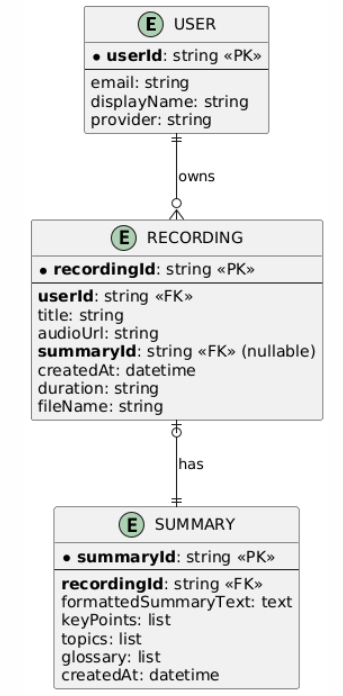 E USER
* userId: string «PK»
email: string
displayName: string
provider: string
owns
E RECORDING
* recordingId: string «PK»
userId: string «FK»
title: string
audioUrl: string
summaryId: string «FK» (nullable)
createdAt: datetime
duration: string
fileName: string
has
E SUMMARY
* summaryId: string «PK»
recordingId: string «FK»
formattedSummaryText: text
keyPoints: list
topics: list
glossary: list
createdAt: datetime